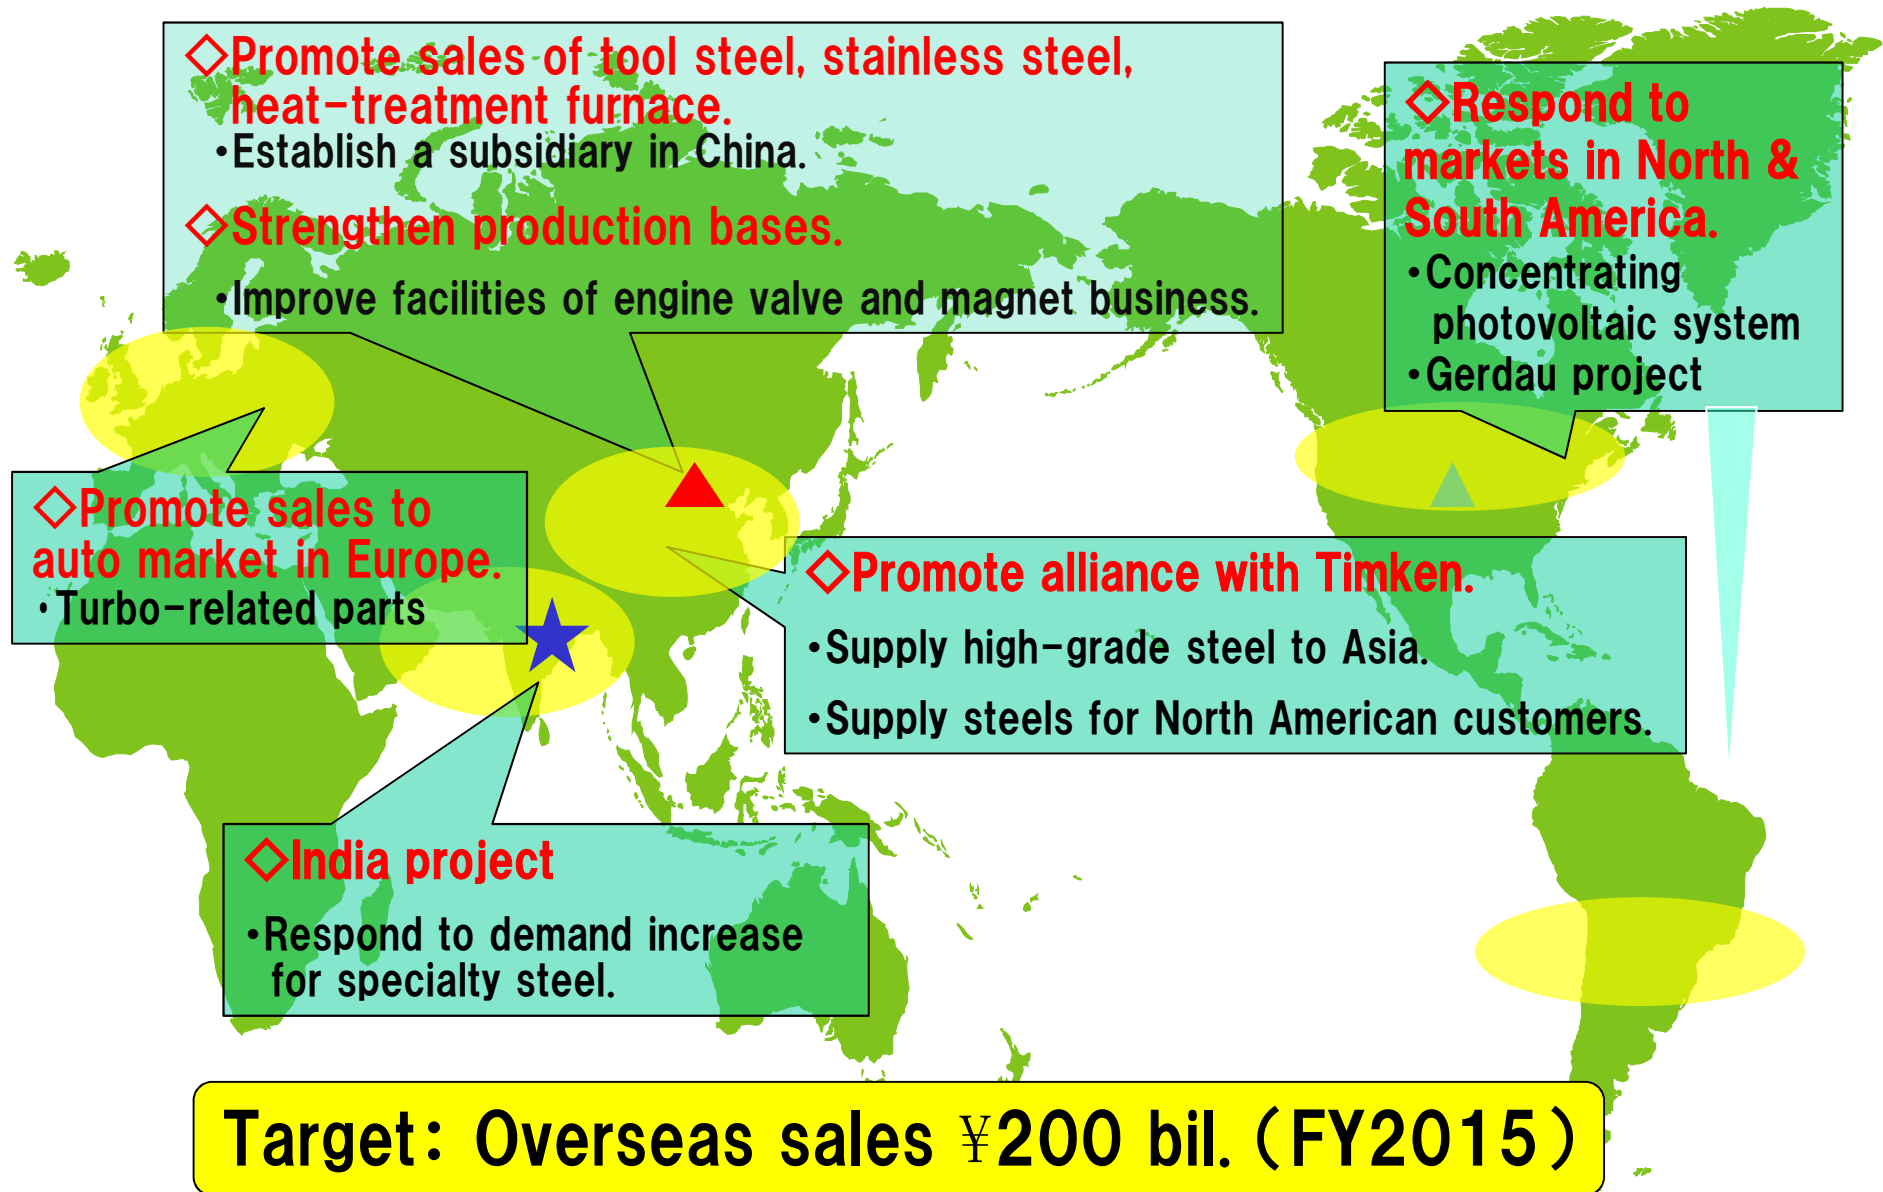 ◇Promote sales of tool steel, stainless steel,
heat-treatment furnace.
・Establish a subsidiary in China.
◇Strengthen production bases.
・Improve facilities of engine valve and magnet business.
◇Respond to
markets in North &
South America.
・Concentrating
photovoltaic system
・Gerdau project
◇Promote sales to
auto market in Europe.
・Turbo-related parts
◇Promote alliance with Timken.
・Supply high-grade steel to Asia.
・Supply steels for North American customers.
◇India project
・Respond to demand increase
for specialty steel.
Target: Overseas sales ¥200 bil. (FY2015)